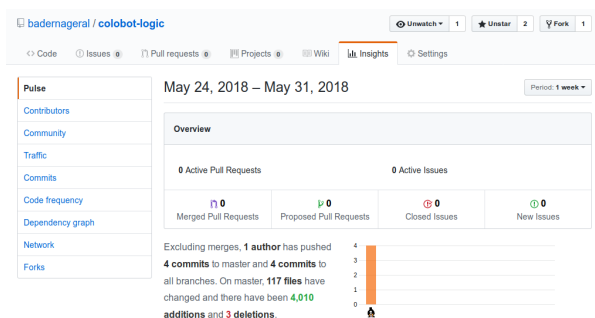 badernageral / colobot-logic
Unwatch 1 Unstar 2 Fork 1
Code Issues 0 Pull requests 0 Projects 0 Wiki Insights Settings
Pulse
Contributors
Community
Traffic
Commits
Code frequency
Dependency graph
Network
Forks
May 24, 2018 – May 31, 2018
Period: 1 week
Overview
0 Active Pull Requests 0 Active Issues
0 0 0 0
Merged Pull Requests Proposed Pull Requests Closed Issues New Issues
Excluding merges, 1 author has pushed
4 commits to master and 4 commits to
all branches. On master, 117 files have
changed and there have been 4,010
additions and 3 deletions.
4
3
2
1
0